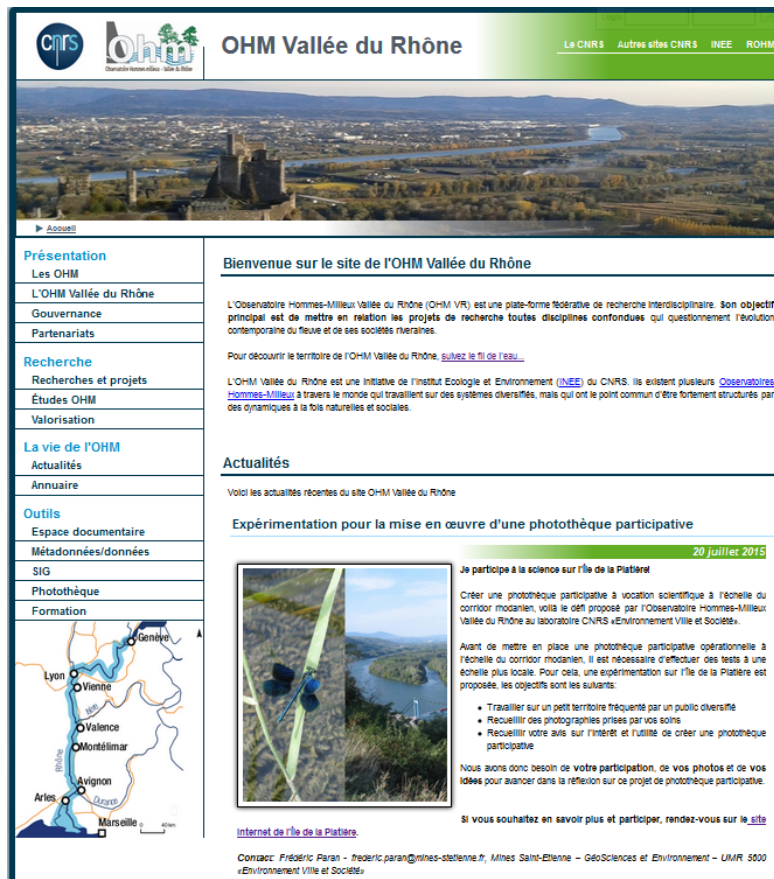 cnrs
Ohm
Observatoire Hommes-milieux - Vallée du Rhône
OHM Vallée du Rhône
Login
Le CNRS Autres sites CNRS INEE ROHM
Accueil
Présentation
Les OHM
L'OHM Vallée du Rhône
Gouvernance
Partenariats
Recherche
Recherches et projets
Études OHM
Valorisation
La vie de l'OHM
Actualités
Annuaire
Outils
Espace documentaire
Métadonnées/données
SIG
Photothèque
Formation
Genève
Lyon
Vienne
Isère
Valence
Montélimar
Rhône
Avignon
Arles
Durance
Marseille
0 40 km
Bienvenue sur le site de l'OHM Vallée du Rhône
L'Observatoire Hommes-Milieux Vallée du Rhône (OHM VR) est une plate-forme fédérative de recherche interdisciplinaire. Son objectif
principal est de mettre en relation les projets de recherche toutes disciplines confondues qui questionnement l'évolution
contemporaine du fleuve et de ses sociétés riveraines.
Pour découvrir le territoire de l'OHM Vallée du Rhône, suivez le fil de l'eau...
L'OHM Vallée du Rhône est une initiative de l'Institut Ecologie et Environnement (INEE) du CNRS. Ils existent plusieurs Observatoires
Hommes-Milieux à travers le monde qui travaillent sur des systèmes diversifiés, mais qui ont le point commun d'être fortement structurés par
des dynamiques à la fois naturelles et sociales.
Actualités
Voici les actualités récentes du site OHM Vallée du Rhône
Expérimentation pour la mise en œuvre d'une photothèque participative
20 juillet 2015
Je participe à la science sur l'Île de la Platière!
Créer une photothèque participative à vocation scientifique à l'échelle du
corridor rhodanien, voilà le défi proposé par l'Observatoire Hommes-Milieux
Vallée du Rhône au laboratoire CNRS «Environnement Ville et Société».
Avant de mettre en place une photothèque participative opérationnelle à
l'échelle du corridor rhodanien, il est nécessaire d'effectuer des tests à une
échelle plus locale. Pour cela, une expérimentation sur l'Île de la Platière est
proposée, les objectifs sont les suivants:
• Travailler sur un petit territoire fréquenté par un public diversifié
• Recueillir des photographies prises par vos soins
• Recueillir votre avis sur l'intérêt et l'utilité de créer une photothèque
participative
Nous avons donc besoin de votre participation, de vos photos et de vos
idées pour avancer dans la réflexion sur ce projet de photothèque participative.
Si vous souhaitez en savoir plus et participer, rendez-vous sur le site
Internet de l'Île de la Platière.
Contact: Frédéric Paran - frederic.paran@mines-stetienne.fr, Mines Saint-Etienne – GéoSciences et Environnement – UMR 5600
«Environnement Ville et Société»